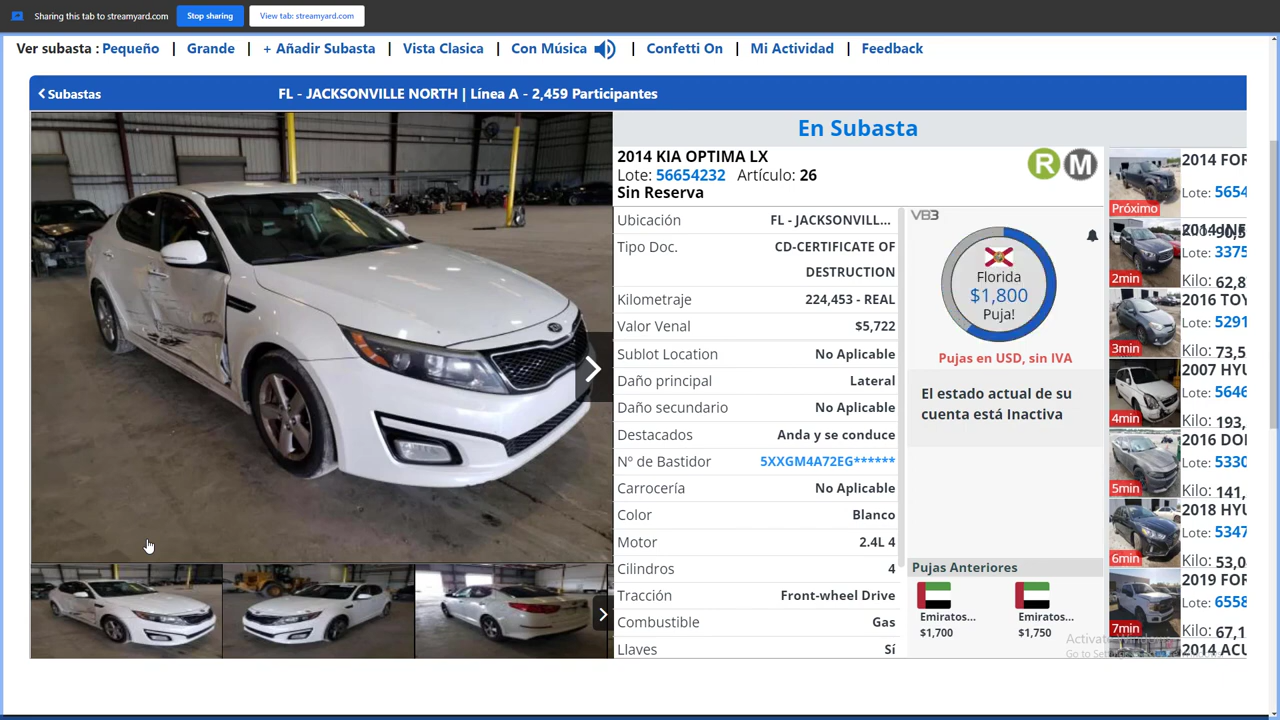 Sharing this tab to streamyard.com Stop sharing View tab: streamyard.com
Ver subasta : Pequeño | Grande | + Añadir Subasta | Vista Clasica | Con Música | Confetti On | Mi Actividad | Feedback
Subastas FL - JACKSONVILLE NORTH | Línea A - 2,459 Participantes
En Subasta
2014 KIA OPTIMA LX
Lote: 56654232 Artículo: 26
Sin Reserva
R M
Ubicación FL - JACKSONVILL...
Tipo Doc. CD-CERTIFICATE OF
DESTRUCTION
Kilometraje 224,453 - REAL
Valor Venal $5,722
Sublot Location No Aplicable
Daño principal Lateral
Daño secundario No Aplicable
Destacados Anda y se conduce
Nº de Bastidor 5XXGM4A72EG******
Carrocería No Aplicable
Color Blanco
Motor 2.4L 4
Cilindros 4
Tracción Front-wheel Drive
Combustible Gas
Llaves Sí
VB3
Florida
$1,800
Puja!
Pujas en USD, sin IVA
El estado actual de su
cuenta está Inactiva
Pujas Anteriores
Emiratos... Emiratos...
$1,700 $1,750
Activate Windows
2014 FOR
Lote: 5654
Próximo
3375
2min
Kilo: 62,8
2016 TOY
Lote: 5291
3min
Kilo: 73,5
2007 HYU
Lote: 5646
4min
Kilo: 193,
2016 DOI
Lote: 5330
5min
Kilo: 141,
2018 HYU
Lote: 5347
6min
Kilo: 53,0
2019 FOR
Lote: 6558
7min
Kilo: 67,1
2014 ACU